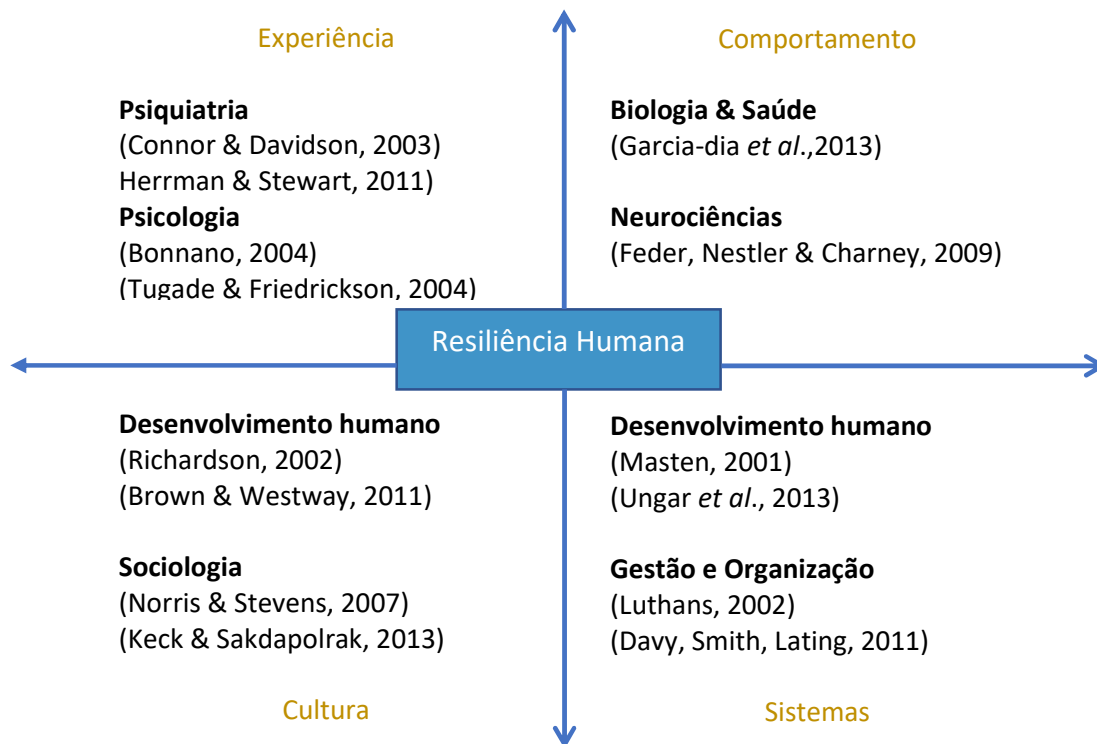 Experiência
Psiquiatria
(Connor & Davidson, 2003)
Herrman & Stewart, 2011)
Psicologia
(Bonnano, 2004)
(Tugade & Friedrickson, 2004)
Comportamento
Biologia & Saúde
(Garcia-dia et al.,2013)
Neurociências
(Feder, Nestler & Charney, 2009)
Resiliência Humana
Desenvolvimento humano
(Richardson, 2002)
(Brown & Westway, 2011)
Sociologia
(Norris & Stevens, 2007)
(Keck & Sakdapolrak, 2013)
Cultura
Desenvolvimento humano
(Masten, 2001)
(Ungar et al., 2013)
Gestão e Organização
(Luthans, 2002)
(Davy, Smith, Lating, 2011)
Sistemas